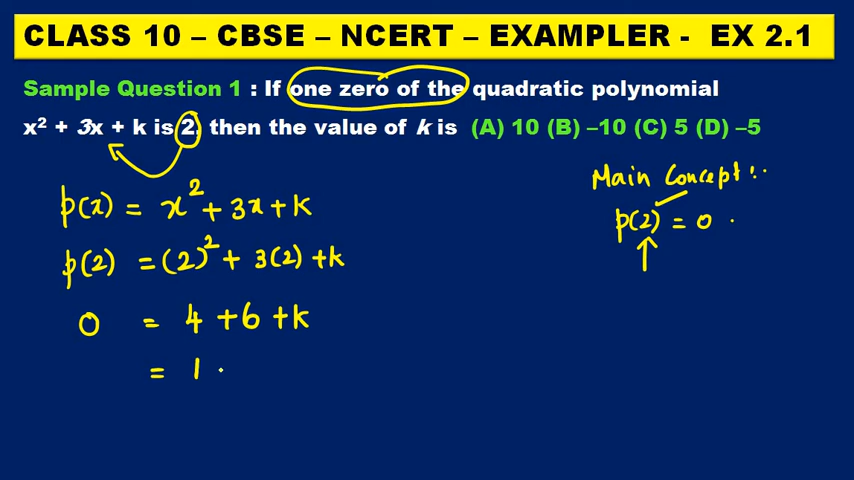 CLASS 10 – CBSE – NCERT – EXAMPLER - EX 2.1
Sample Question 1 : If one zero of the quadratic polynomial
x² + 3x + k is 2, then the value of k is (A) 10 (B) –10 (C) 5 (D) –5
Main Concept :.
p(2) = 0 .
p(x) = x² + 3x + k
p(2) = (2)² + 3(2) + k
0 = 4 + 6 + k
= 1